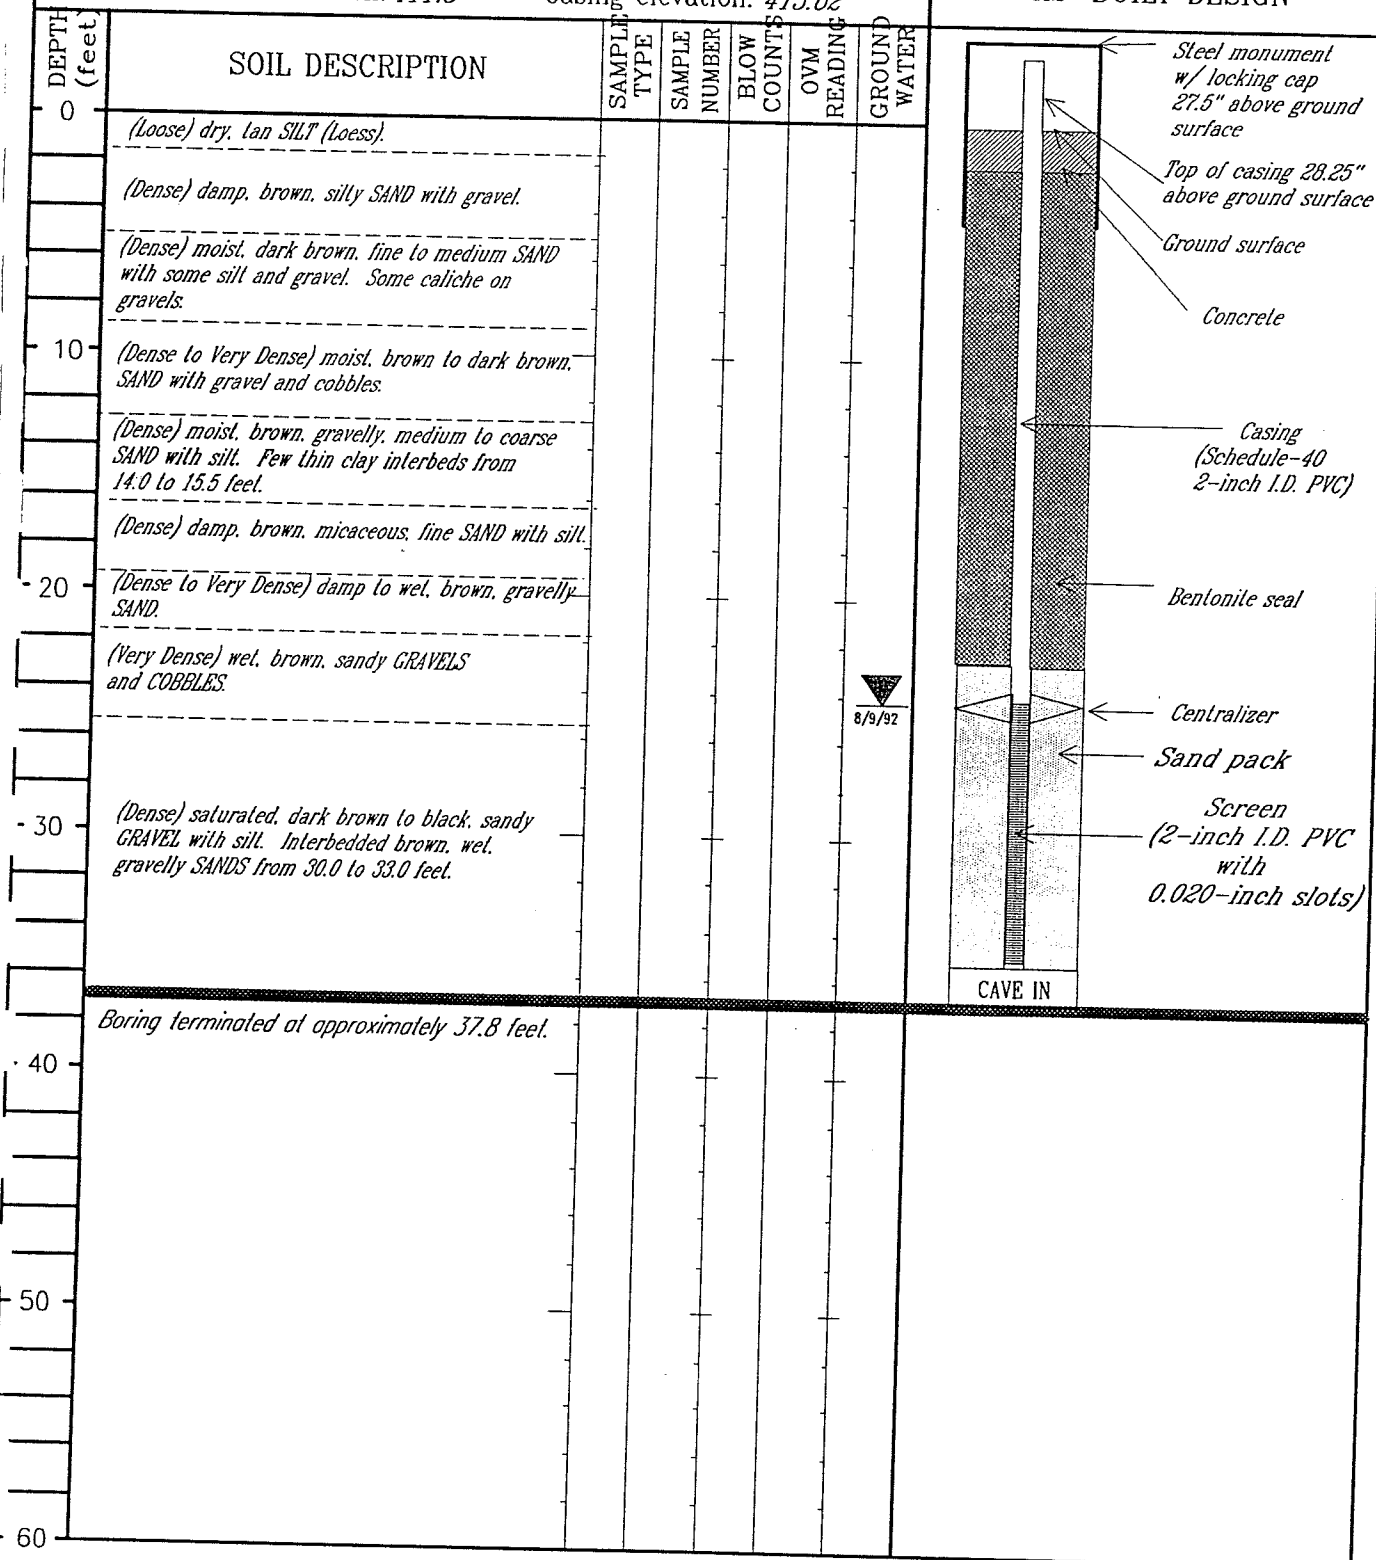 Casing elevation: 413.62
DESIGN
DEPTH
(feet)
SOIL DESCRIPTION
SAMPLE
TYPE
SAMPLE
NUMBER
BLOW
COUNTS
OVM
READING
GROUND
WATER
0
(Loose) dry, tan SILT (Loess).
(Dense) damp, brown, silty SAND with gravel.
(Dense) moist, dark brown, fine to medium SAND
with some silt and gravel. Some caliche on
gravels.
10
(Dense to Very Dense) moist, brown to dark brown,
SAND with gravel and cobbles.
(Dense) moist, brown, gravelly, medium to coarse
SAND with silt. Few thin clay interbeds from
14.0 to 15.5 feet.
(Dense) damp, brown, micaceous, fine SAND with silt.
20
(Dense to Very Dense) damp to wet, brown, gravelly
SAND.
(Very Dense) wet, brown, sandy GRAVELS
and COBBLES.
8/9/92
30
(Dense) saturated, dark brown to black, sandy
GRAVEL with silt. Interbedded brown, wet,
gravelly SANDS from 30.0 to 33.0 feet.
Boring terminated at approximately 37.8 feet.
40
50
60
Steel monument
w/ locking cap
27.5" above ground
surface
Top of casing 28.25"
above ground surface
Ground surface
Concrete
Casing
(Schedule-40
2-inch I.D. PVC)
Bentonite seal
Centralizer
Sand pack
Screen
(2-inch I.D. PVC
with
0.020-inch slots)
CAVE IN